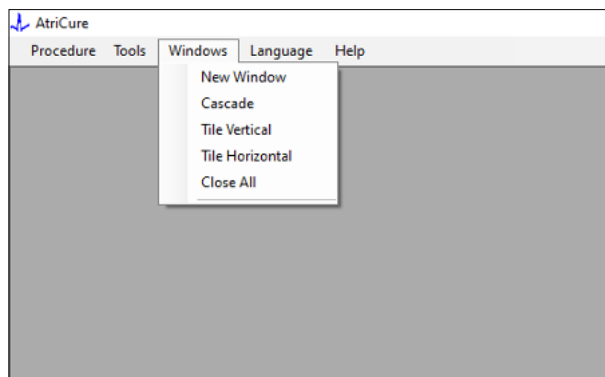 AtriCure
Procedure Tools Windows Language Help
New Window
Cascade
Tile Vertical
Tile Horizontal
Close All